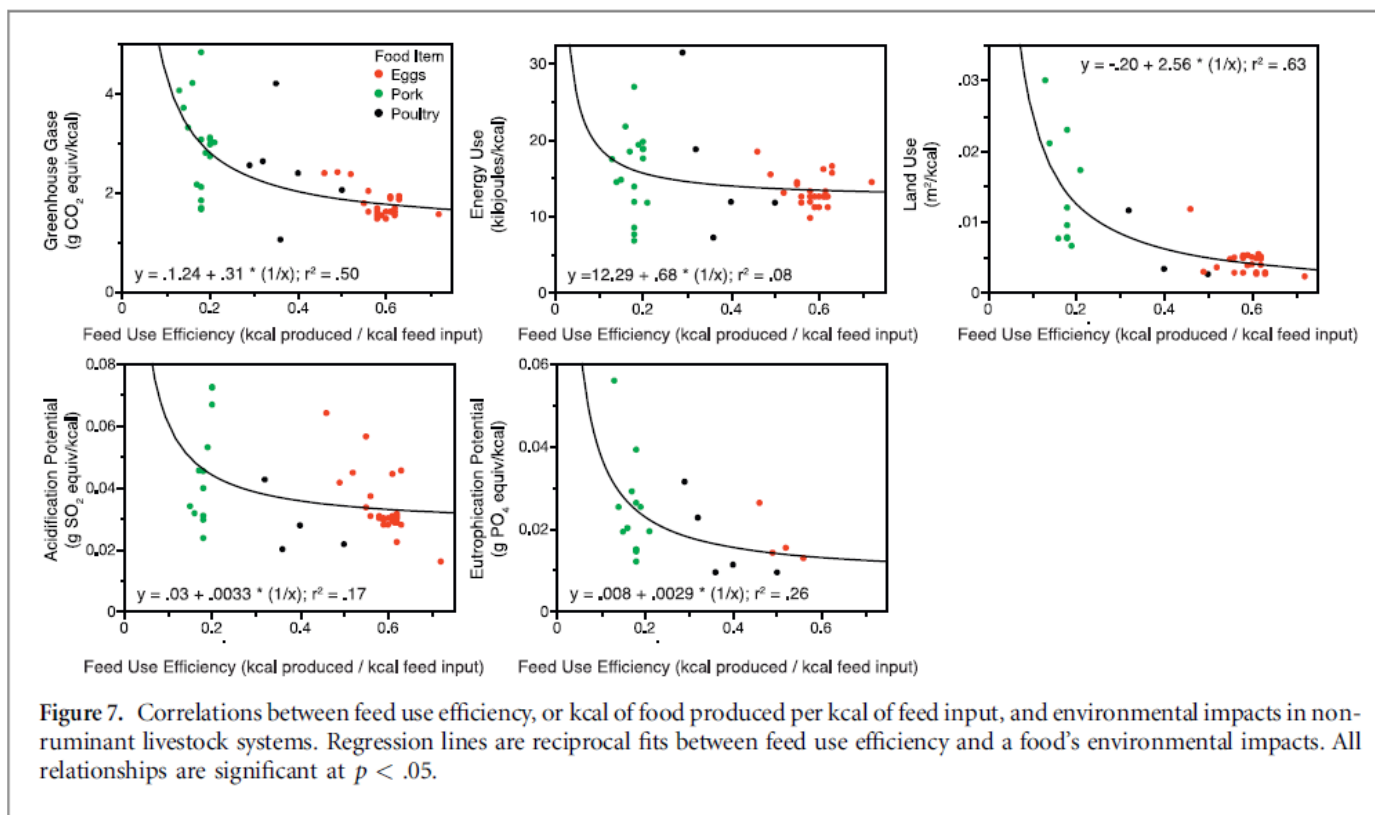 Greenhouse Gase
(g CO2 equiv/kcal)
4
2
0
0
0.2
0.4
0.6
Food Item
Eggs
Pork
Poultry
y = .1.24 + .31 * (1/x); r² = .50
Feed Use Efficiency (kcal produced / kcal feed input)
Energy Use
(kilojoules/kcal)
30
20
10
0
0
0.2
0.4
0.6
y =12.29 + .68 * (1/x); r² = .08
Feed Use Efficiency (kcal produced / kcal feed input)
Land Use
(m²/kcal)
.03
.02
.01
0
0
0.2
0.4
0.6
y = -.20 + 2.56 * (1/x); r² = .63
Feed Use Efficiency (kcal produced / kcal feed input)
Acidification Potential
(g SO2 equiv/kcal)
0.08
0.06
0.04
0.02
0
0
0.2
0.4
0.6
y = .03 + .0033 * (1/x); r² = .17
Feed Use Efficiency (kcal produced / kcal feed input)
Eutrophication Potential
(g PO4 equiv/kcal)
0.06
0.04
0.02
0
0
0.2
0.4
0.6
y = .008 + .0029 * (1/x); r² = .26
Feed Use Efficiency (kcal produced / kcal feed input)
Figure 7. Correlations between feed use efficiency, or kcal of food produced per kcal of feed input, and environmental impacts in non-
ruminant livestock systems. Regression lines are reciprocal fits between feed use efficiency and a food's environmental impacts. All
relationships are significant at p < .05.